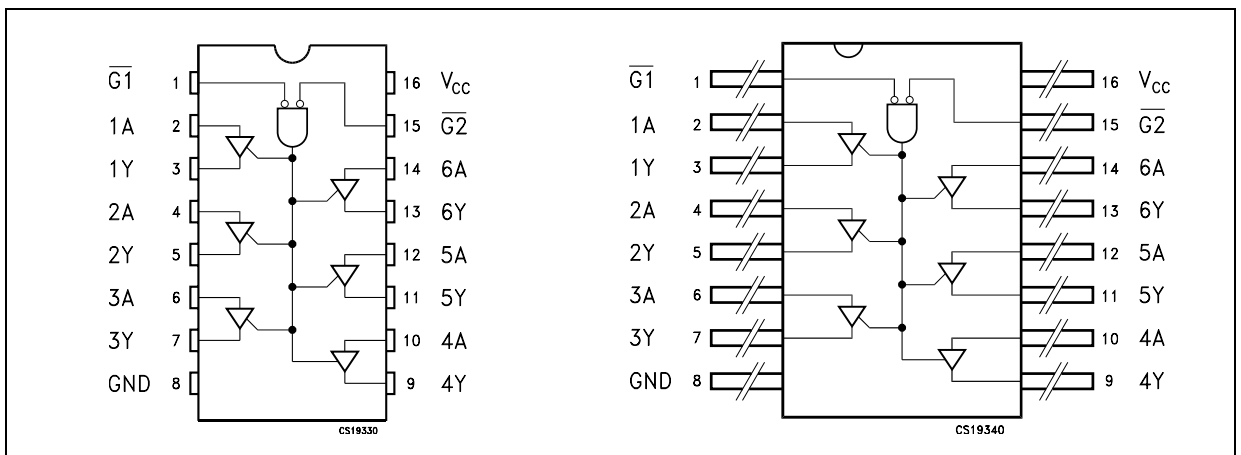 G1 1 16 VCC
1A 2 15 G2
1Y 3 14 6A
2A 4 13 6Y
2Y 5 12 5A
3A 6 11 5Y
3Y 7 10 4A
GND 8 9 4Y
CS19330
G1 1 16 VCC
1A 2 15 G2
1Y 3 14 6A
2A 4 13 6Y
2Y 5 12 5A
3A 6 11 5Y
3Y 7 10 4A
GND 8 9 4Y
CS19340